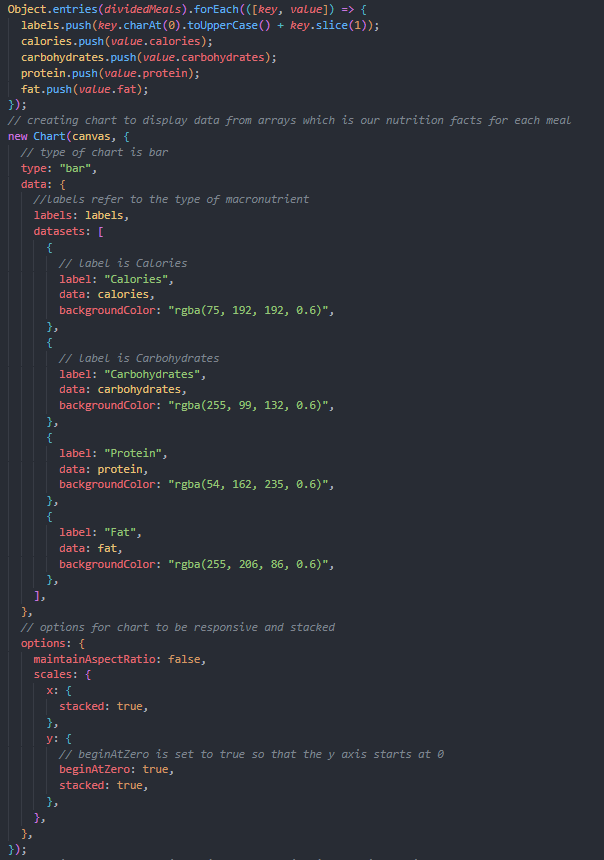 Object.entries(dividedMeals).forEach(([key, value]) => {
  labels.push(key.charAt(0).toUpperCase() + key.slice(1));
  calories.push(value.calories);
  carbohydrates.push(value.carbohydrates);
  protein.push(value.protein);
  fat.push(value.fat);
});
// creating chart to display data from arrays which is our nutrition facts for each meal
new Chart(canvas, {
  // type of chart is bar
  type: "bar",
  data: {
    //labels refer to the type of macronutrient
    labels: labels,
    datasets: [
      {
        // label is Calories
        label: "Calories",
        data: calories,
        backgroundColor: "rgba(75, 192, 192, 0.6)",
      },
      {
        // label is Carbohydrates
        label: "Carbohydrates",
        data: carbohydrates,
        backgroundColor: "rgba(255, 99, 132, 0.6)",
      },
      {
        label: "Protein",
        data: protein,
        backgroundColor: "rgba(54, 162, 235, 0.6)",
      },
      {
        label: "Fat",
        data: fat,
        backgroundColor: "rgba(255, 206, 86, 0.6)",
      },
    ],
  },
  // options for chart to be responsive and stacked
  options: {
    maintainAspectRatio: false,
    scales: {
      x: {
        stacked: true,
      },
      y: {
        // beginAtZero is set to true so that the y axis starts at 0
        beginAtZero: true,
        stacked: true,
      },
    },
  },
});